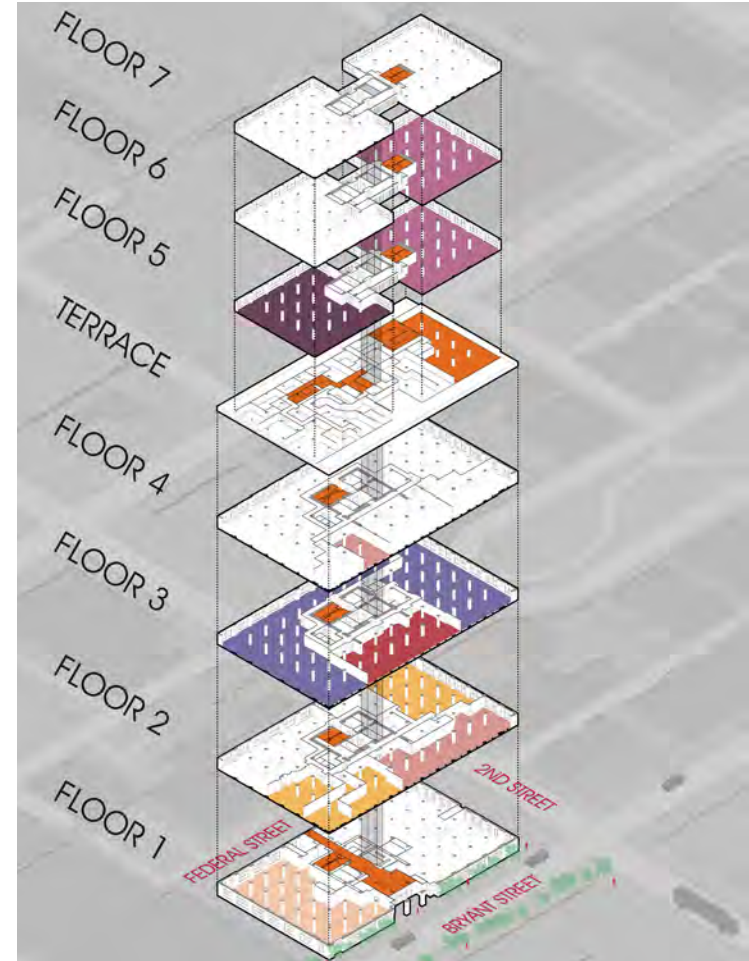 FLOOR 7
FLOOR 6
FLOOR 5
TERRACE
FLOOR 4
FLOOR 3
FLOOR 2
2ND STREET
FLOOR 1
FEDERAL STREET
BRYANT STREET